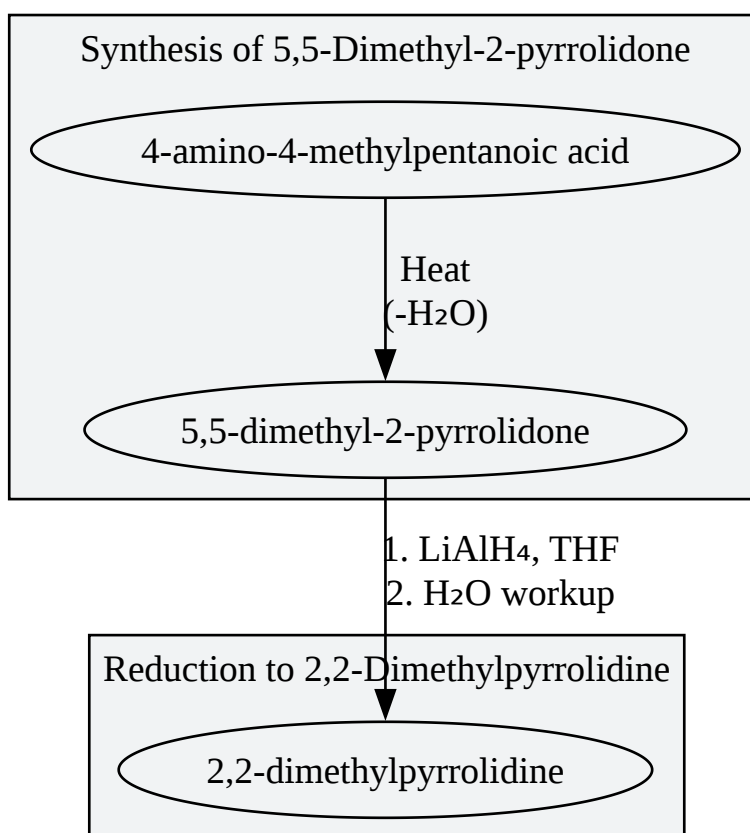 Synthesis of 5,5-Dimethyl-2-pyrrolidone
4-amino-4-methylpentanoic acid
Heat
(-H₂O)
5,5-dimethyl-2-pyrrolidone
1. LiAlH₄, THF
2. H₂O workup
Reduction to 2,2-Dimethylpyrrolidine
2,2-dimethylpyrrolidine